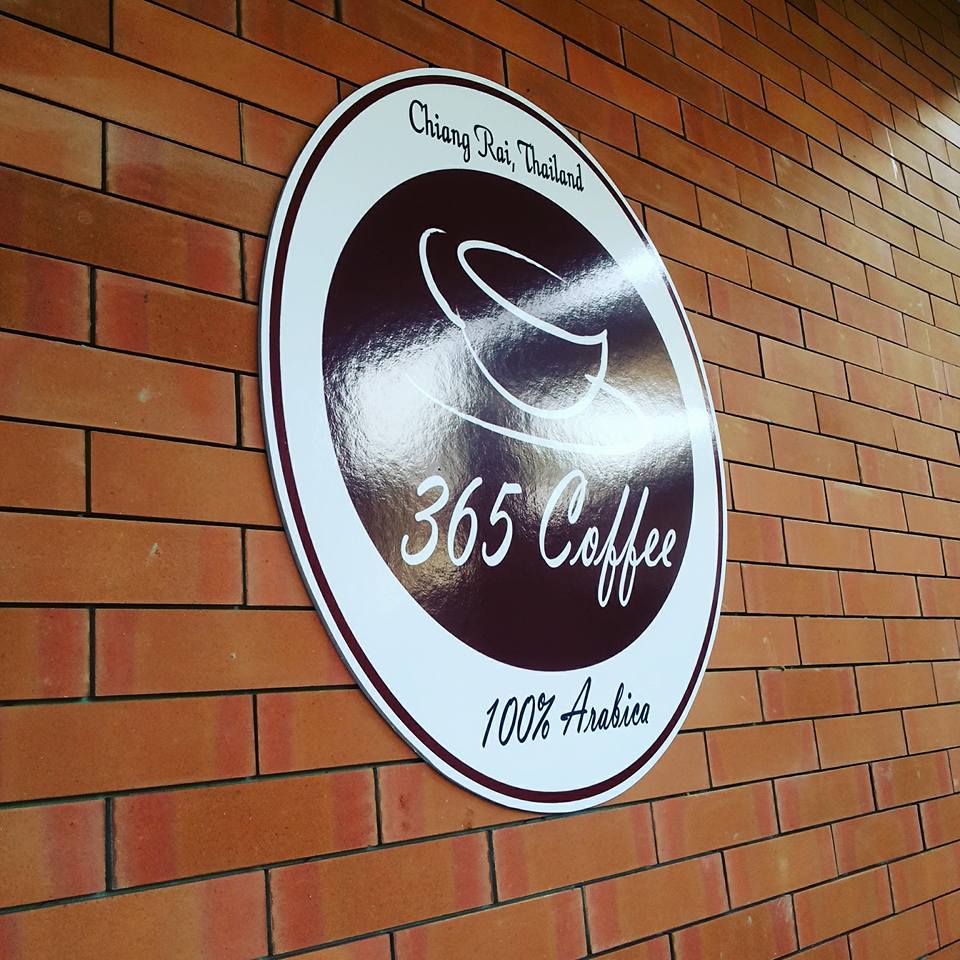 Chiang Rai, Thailand
365 Coffee
100% Arabica